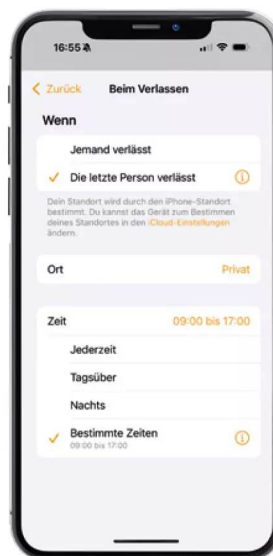 16:55
Zurück
Beim Verlassen
Wenn
Jemand verlässt
Die letzte Person verlässt
Dein Standort wird durch den iPhone-Standort
bestimmt. Du kannst das Gerät zum Bestimmen
deines Standortes in den iCloud-Einstellungen
ändern.
Ort
Privat
Zeit
09:00 bis 17:00
Jederzeit
Tagsüber
Nachts
Bestimmte Zeiten
09:00 bis 17:00